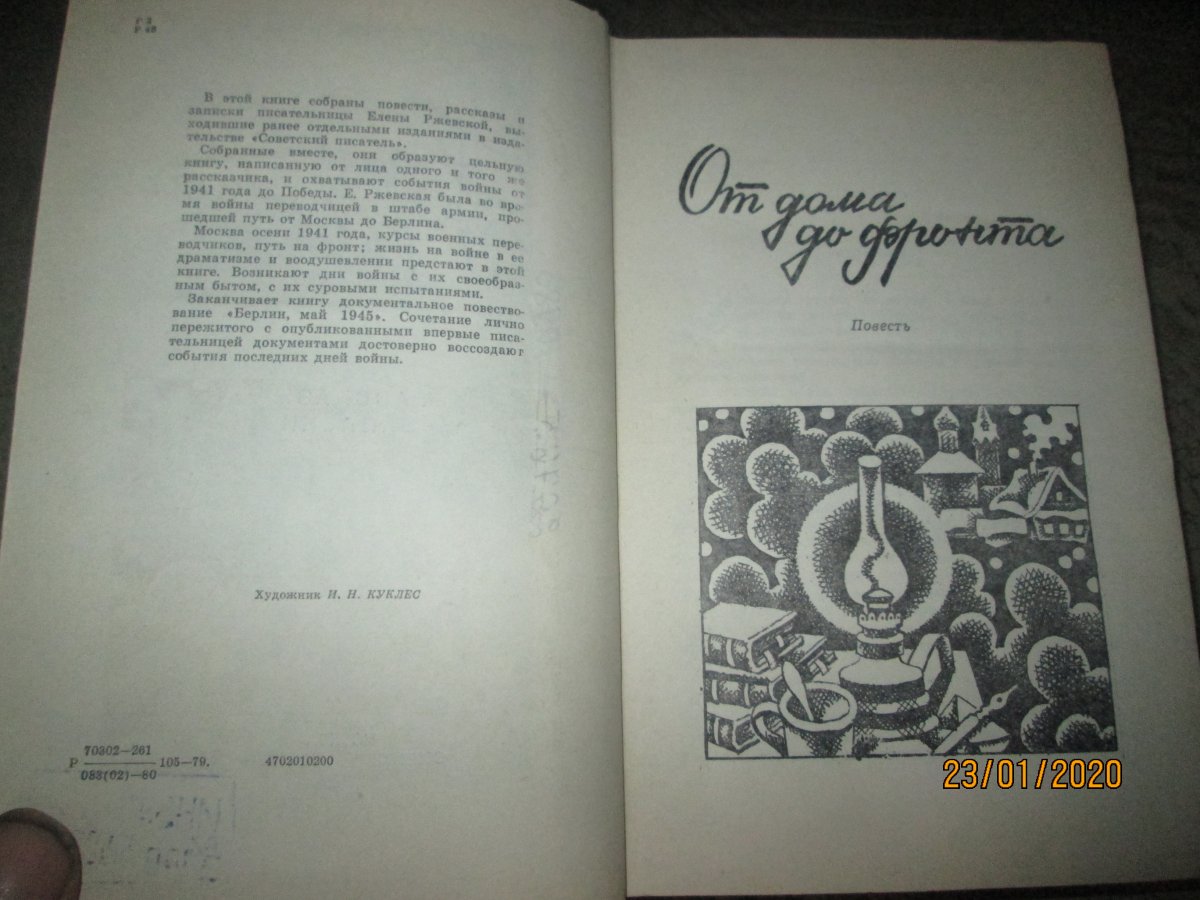 Р 2
Р 48
В этой книге собраны повести, рассказы и
записки писательницы Елены Ржевской, вы-
ходившие ранее отдельными изданиями в изда-
тельстве «Советский писатель».
Собранные вместе, они образуют цельную
книгу, написанную от лица одного и того же
рассказчика, и охватывают события войны от
1941 года до Победы. Е. Ржевская была во вре-
мя войны переводчицей в штабе армии, про-
шедшей путь от Москвы до Берлина.
Москва осени 1941 года, курсы военных пере-
водчиков, путь на фронт; жизнь на войне в ее
драматизме и воодушевлении предстают в этой
книге. Возникают дни войны с их своеобраз-
ным бытом, с их суровыми испытаниями.
Заканчивает книгу документальное повество-
вание «Берлин, май 1945». Сочетание лично
пережитого с опубликованными впервые писа-
тельницей документами достоверно воссоздают
события последних дней войны.
Художник И. Н. КУКЛЕС
70302—261
Р 105—79. 4702010200
083(02)—80
От дома
до фронта
Повесть
23/01/2020